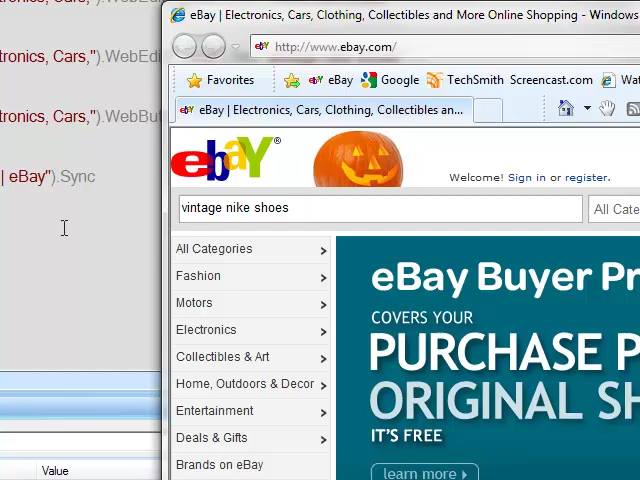 tronics, Cars,").WebEdi
tronics, Cars,").WebBut
| eBay").Sync
Value
eBay | Electronics, Cars, Clothing, Collectibles and More Online Shopping - Windows
http://www.ebay.com/
Favorites eBay Google TechSmith Screencast.com Wat
eBay | Electronics, Cars, Clothing, Collectibles an...
ebaY®
Welcome! Sign in or register.
vintage nike shoes
All Cate
All Categories
Fashion
Motors
Electronics
Collectibles & Art
Home, Outdoors & Decor
Entertainment
Deals & Gifts
Brands on eBay
eBay Buyer Pr
COVERS YOUR
PURCHASE P
ORIGINAL SH
IT'S FREE
learn more